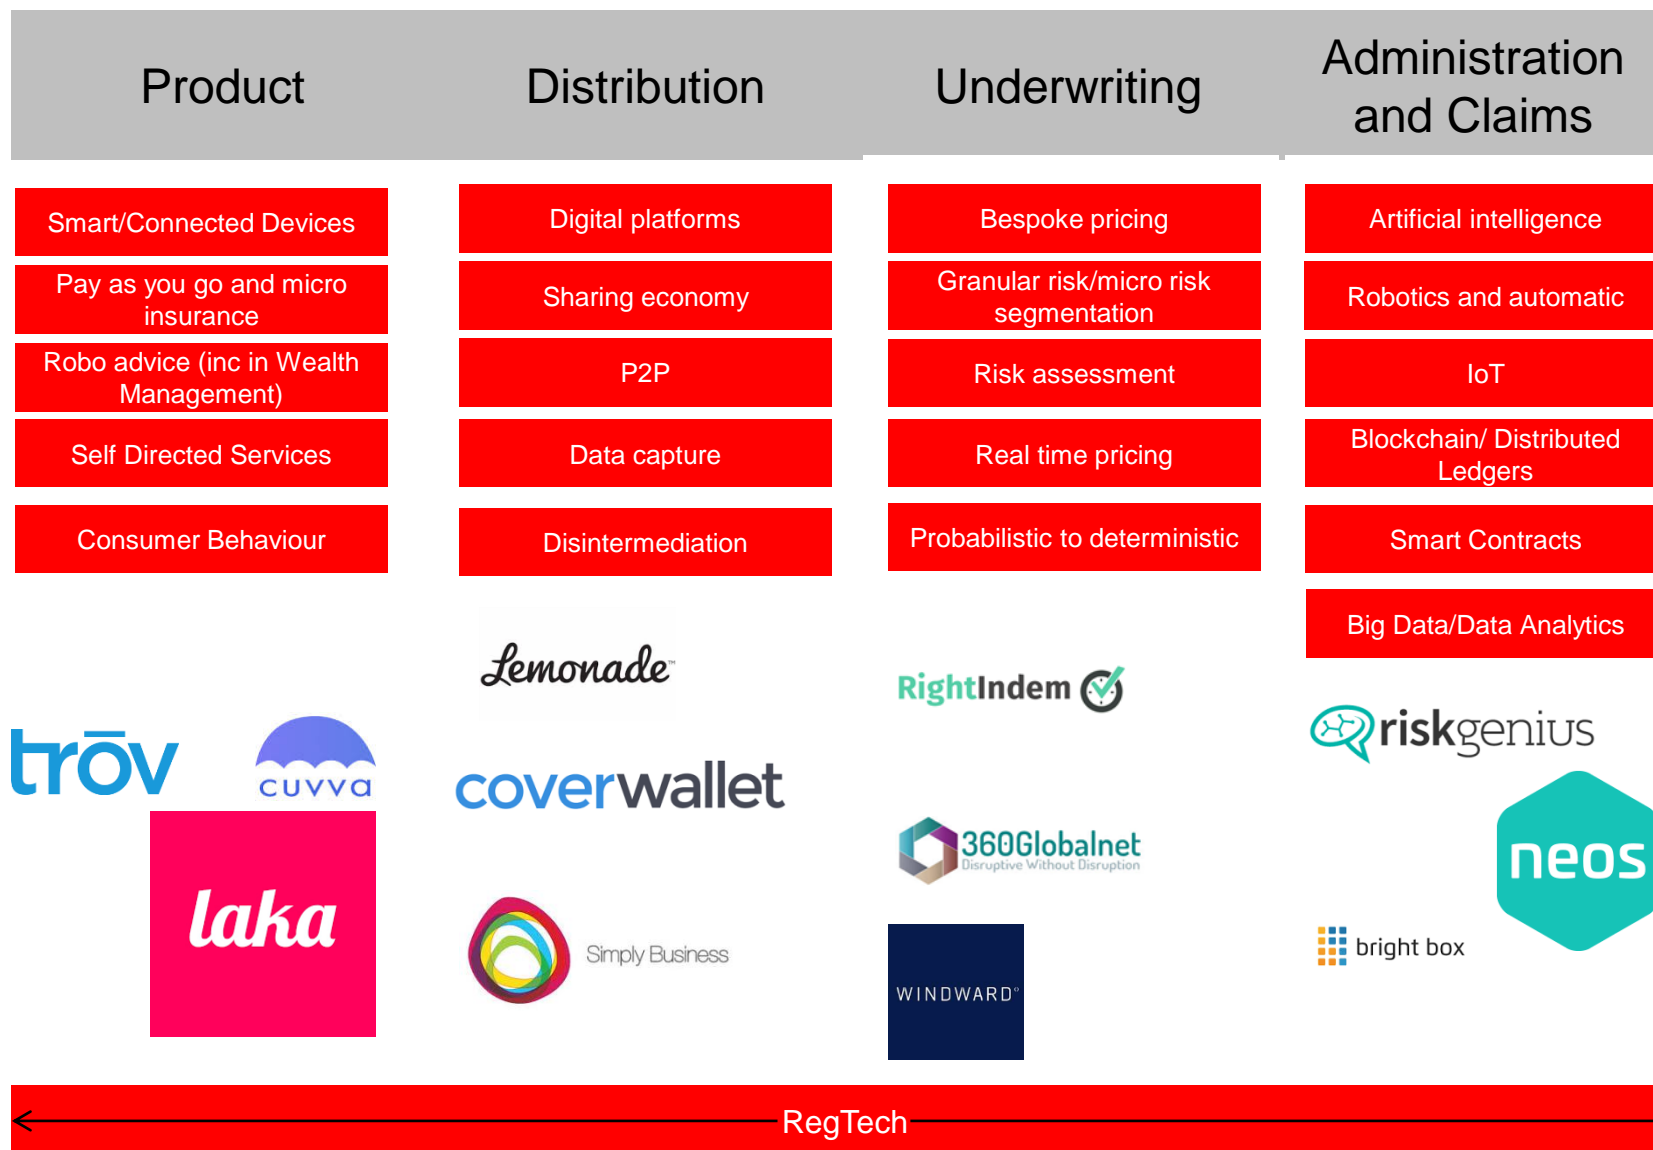 Product
Distribution
Underwriting
Administration
and Claims
Smart/Connected Devices
Pay as you go and micro
insurance
Robo advice (inc in Wealth
Management)
Self Directed Services
Consumer Behaviour
Digital platforms
Sharing economy
P2P
Data capture
Disintermediation
Bespoke pricing
Granular risk/micro risk
segmentation
Risk assessment
Real time pricing
Probabilistic to deterministic
Artificial intelligence
Robotics and automatic
IoT
Blockchain/ Distributed
Ledgers
Smart Contracts
Big Data/Data Analytics
trōv
cuvva
laka
Lemonade™
coverwallet
Simply Business
RightIndem
360Globalnet
Disruptive Without Disruption
WINDWARD®
riskgenius
neos
bright box
RegTech